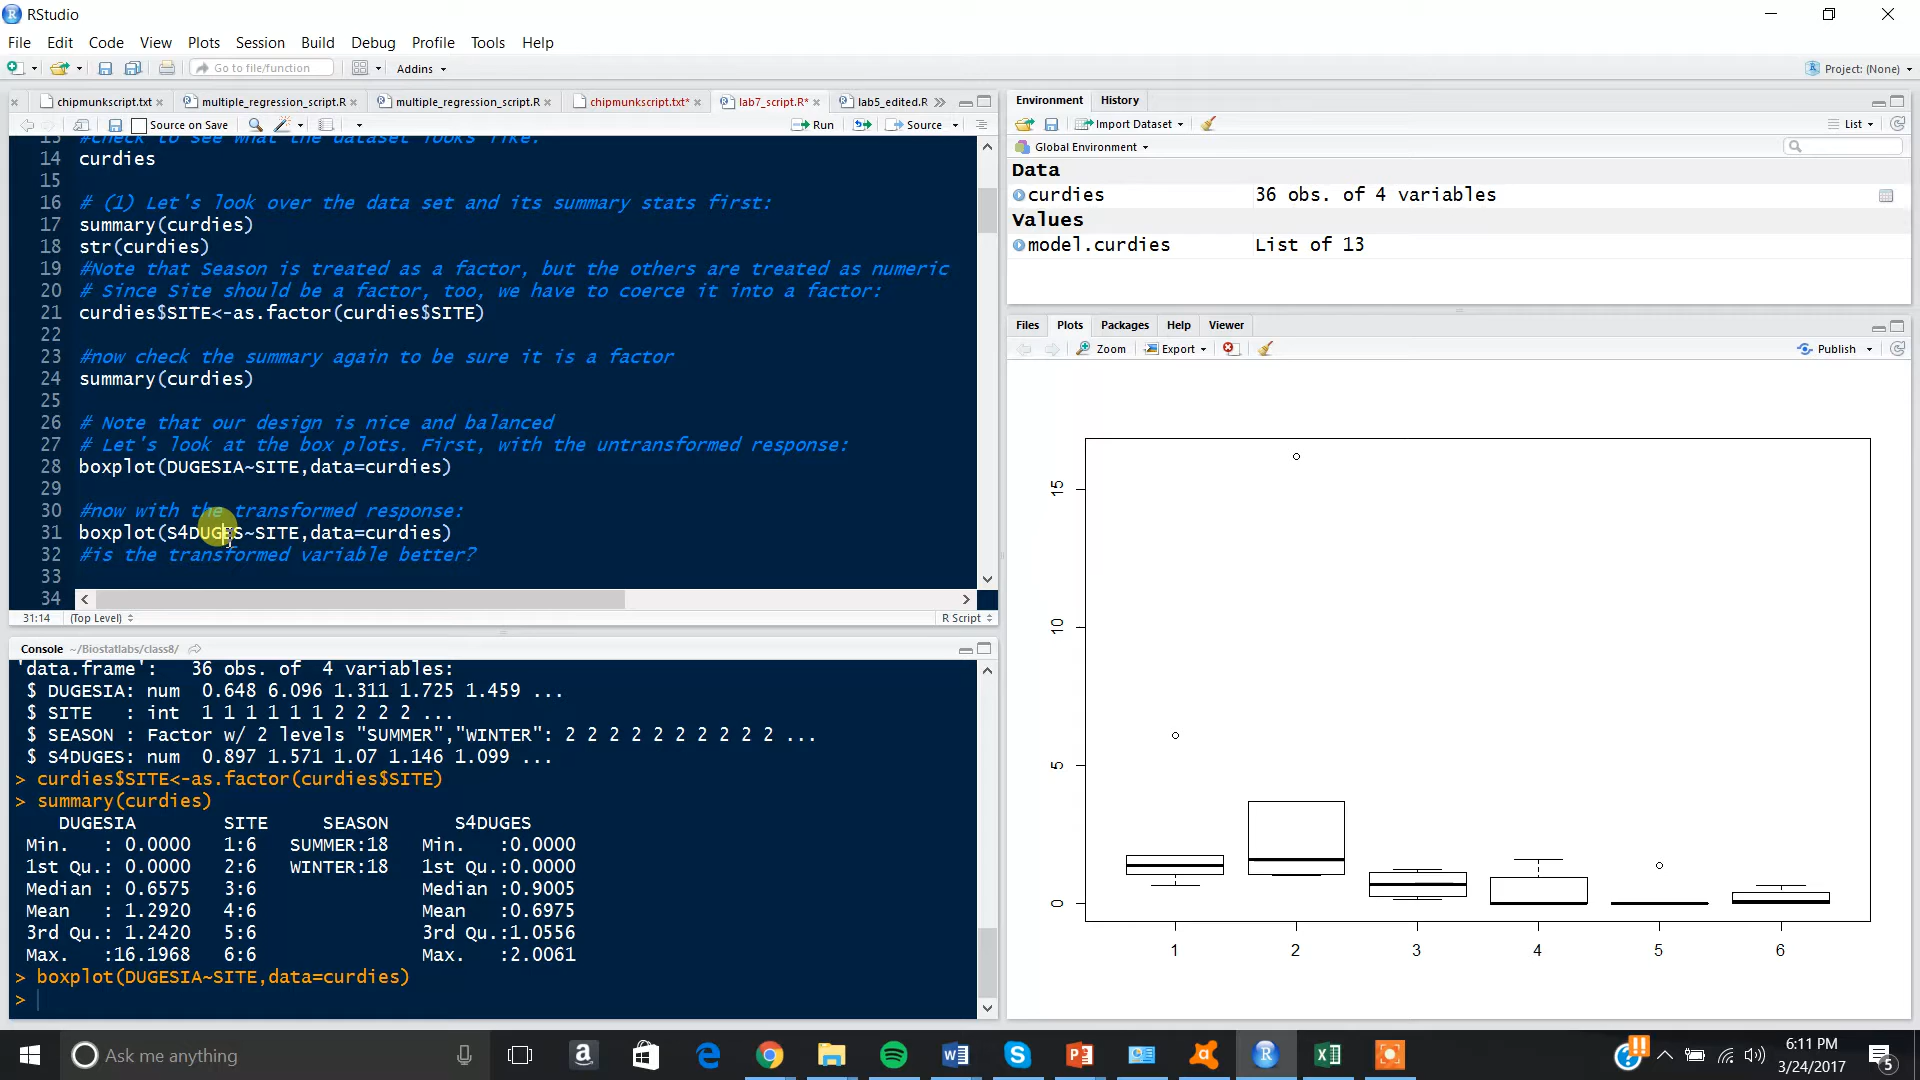 RStudio
File Edit Code View Plots Session Build Debug Profile Tools Help
Go to file/function Addins Project: (None)
chipmunkscript.txt multiple_regression_script.R multiple_regression_script.R chipmunkscript.txt* lab7_script.R* lab5_edited.R
Source on Save Run Source
13 #check to see what the dataset looks like:
14 curdies
15
16 # (1) Let's look over the data set and its summary stats first:
17 summary(curdies)
18 str(curdies)
19 #Note that Season is treated as a factor, but the others are treated as numeric
20 # Since Site should be a factor, too, we have to coerce it into a factor:
21 curdies$SITE<-as.factor(curdies$SITE)
22
23 #now check the summary again to be sure it is a factor
24 summary(curdies)
25
26 # Note that our design is nice and balanced
27 # Let's look at the box plots. First, with the untransformed response:
28 boxplot(DUGESIA~SITE,data=curdies)
29
30 #now with the transformed response:
31 boxplot(S4DUGES~SITE,data=curdies)
32 #is the transformed variable better?
33
34
31:14 (Top Level) R Script
Console ~/Biostatlabs/class8/
'data.frame': 36 obs. of 4 variables:
$ DUGESIA: num 0.648 6.096 1.311 1.725 1.459 ...
$ SITE : int 1 1 1 1 1 1 2 2 2 2 ...
$ SEASON : Factor w/ 2 levels "SUMMER","WINTER": 2 2 2 2 2 2 2 2 2 2 ...
$ S4DUGES: num 0.897 1.571 1.07 1.146 1.099 ...
> curdies$SITE<-as.factor(curdies$SITE)
> summary(curdies)
DUGESIA SITE SEASON S4DUGES
Min. : 0.0000 1:6 SUMMER:18 Min. :0.0000
1st Qu.: 0.0000 2:6 WINTER:18 1st Qu.:0.0000
Median : 0.6575 3:6 Median :0.9005
Mean : 1.2920 4:6 Mean :0.6975
3rd Qu.: 1.2420 5:6 3rd Qu.:1.0556
Max. :16.1968 6:6 Max. :2.0061
> boxplot(DUGESIA~SITE,data=curdies)
>
Environment History
Import Dataset List
Global Environment
Data
curdies 36 obs. of 4 variables
Values
model.curdies List of 13
Files Plots Packages Help Viewer
Zoom Export Publish
15
10
5
0
1 2 3 4 5 6
Ask me anything
6:11 PM
3/24/2017
5